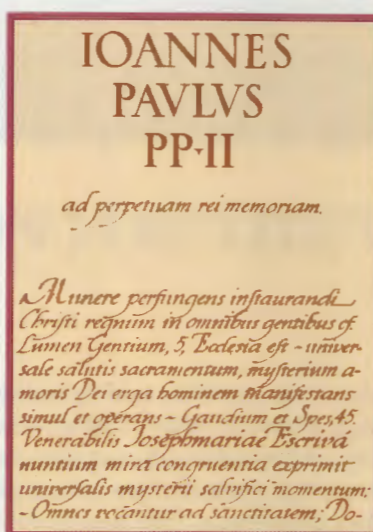 IOANNES
PAVLVS
PP·II
ad perpetuam rei memoriam.
Munere perfungens instaurandi
Christi regnum in omnibus gentibus cf.
Lumen Gentium, 5, Ecclesia est - univer-
sale salutis sacramentum, mysterium a-
moris Dei erga hominem manifestans
simul et operans - Gaudium et Spes, 45.
Venerabilis Josephmariae Escrivá
nuntium mira congruentia exprimit
universalis mysterii salvifici momentum:
- Omnes vocantur ad sanctitatem; Do-